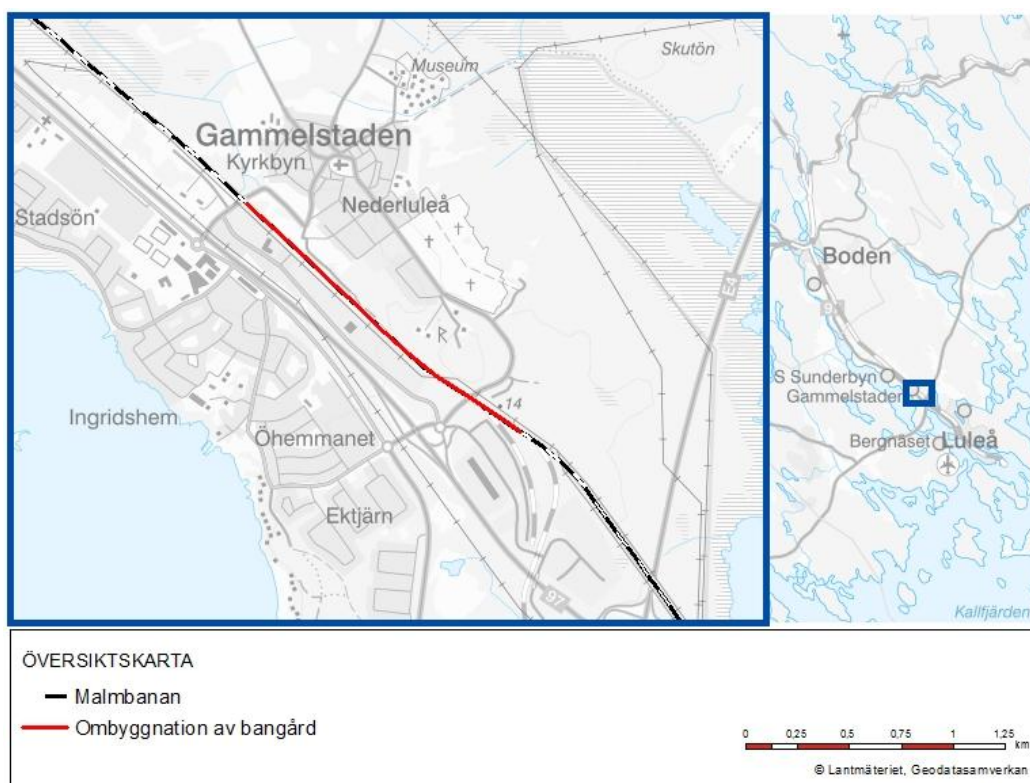 Skutön
Museum
Gammelstaden
Kyrkbyn
Nederluleå
Stadsön
E4
R
14
Ingridshem
Öhemmanet
Ektjärn
97
Boden
S Sunderbyn
Gammelstaden
Bergnäset
Luleå
Kallfjärden
ÖVERSIKTSKARTA
Malmbanan
Ombyggnation av bangård
0 0,25 0,5 0,75 1 1,25
km
© Lantmäteriet, Geodatasamverkan